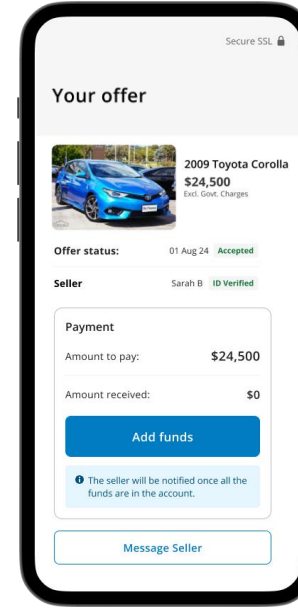 Secure SSL
Your offer
2009 Toyota Corolla
$24,500
Excl. Govt. Charges
Offer status: 01 Aug 24 Accepted
Seller Sarah B ID Verified
Payment
Amount to pay: $24,500
Amount received: $0
Add funds
The seller will be notified once all the
funds are in the account.
Message Seller